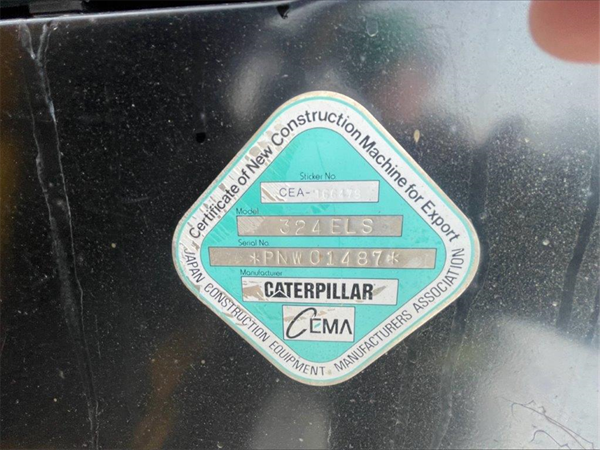 Certificate of New Construction Machine for Export
Sticker No
CEA-
Model
324ELS
Serial No
*PNW01487*
Manufacturer
CATERPILLAR
CEMA
JAPAN CONSTRUCTION EQUIPMENT MANUFACTURERS ASSOCIATION